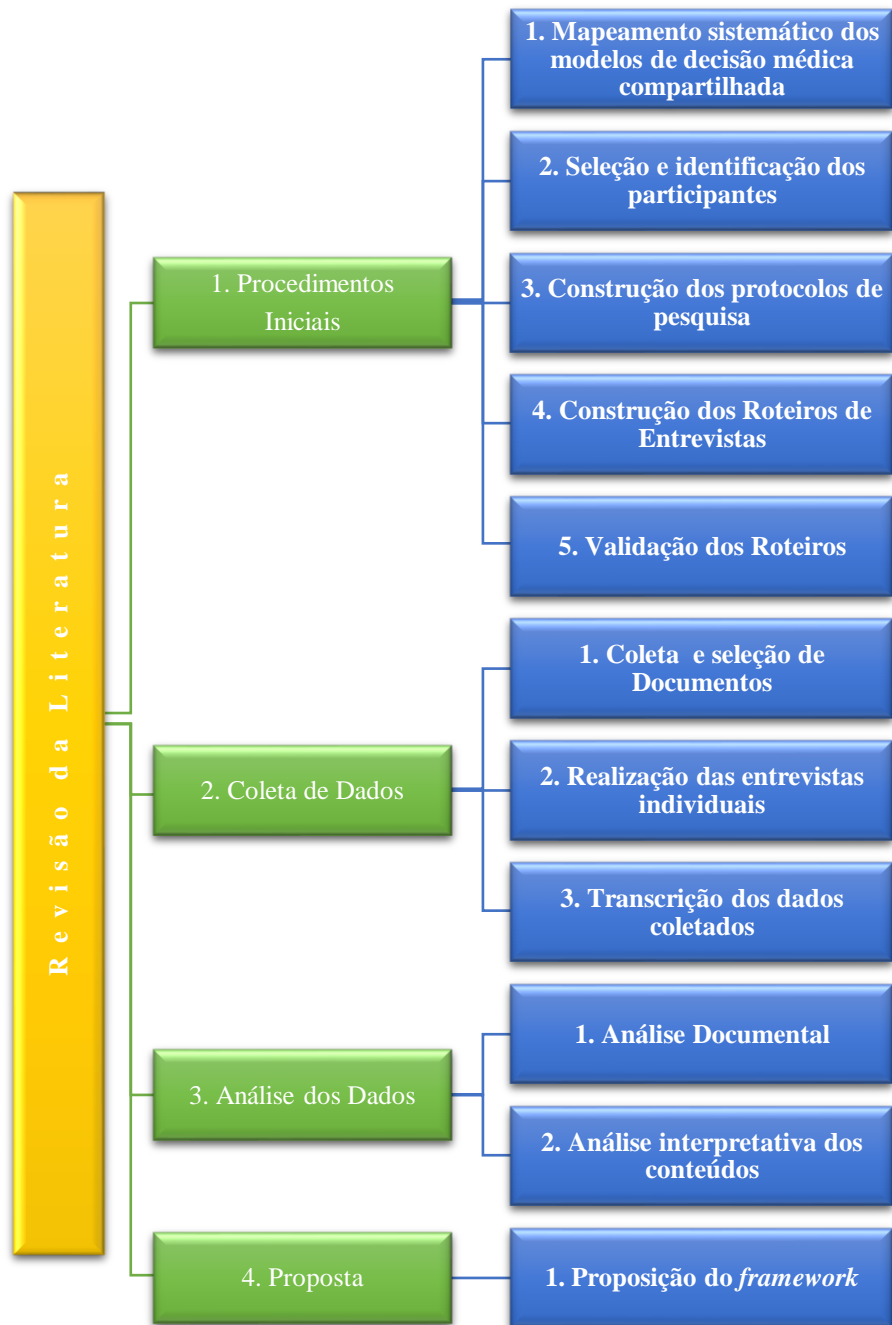 Revisão da Literatura
1. Procedimentos
Iniciais
1. Mapeamento sistemático dos
modelos de decisão médica
compartilhada
2. Seleção e identificação dos
participantes
3. Construção dos protocolos de
pesquisa
4. Construção dos Roteiros de
Entrevistas
5. Validação dos Roteiros
2. Coleta de Dados
1. Coleta e seleção de
Documentos
2. Realização das entrevistas
individuais
3. Transcrição dos dados
coletados
3. Análise dos Dados
1. Análise Documental
2. Análise interpretativa dos
conteúdos
4. Proposta
1. Proposição do framework